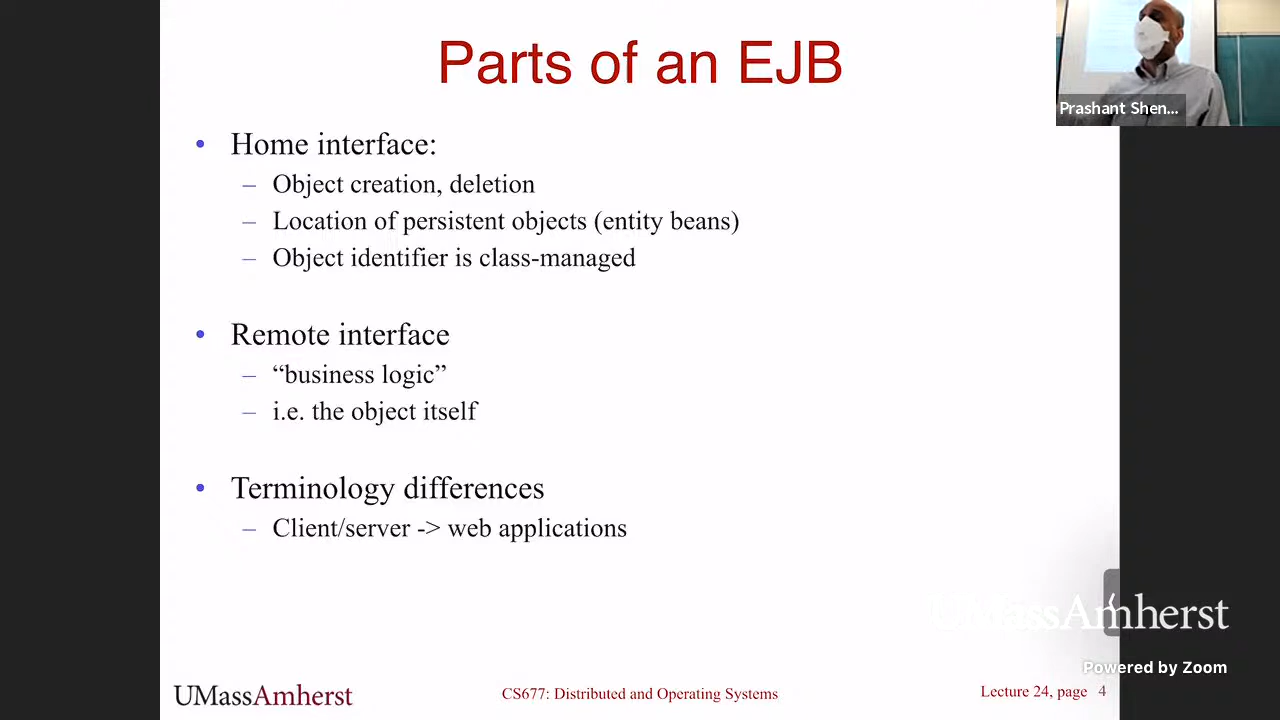 Parts of an EJB
Prashant Shen...
• Home interface:
– Object creation, deletion
– Location of persistent objects (entity beans)
– Object identifier is class-managed
• Remote interface
– “business logic”
– i.e. the object itself
• Terminology differences
– Client/server -> web applications
UMassAmherst
Powered by Zoom
UMassAmherst
CS677: Distributed and Operating Systems
Lecture 24, page 4